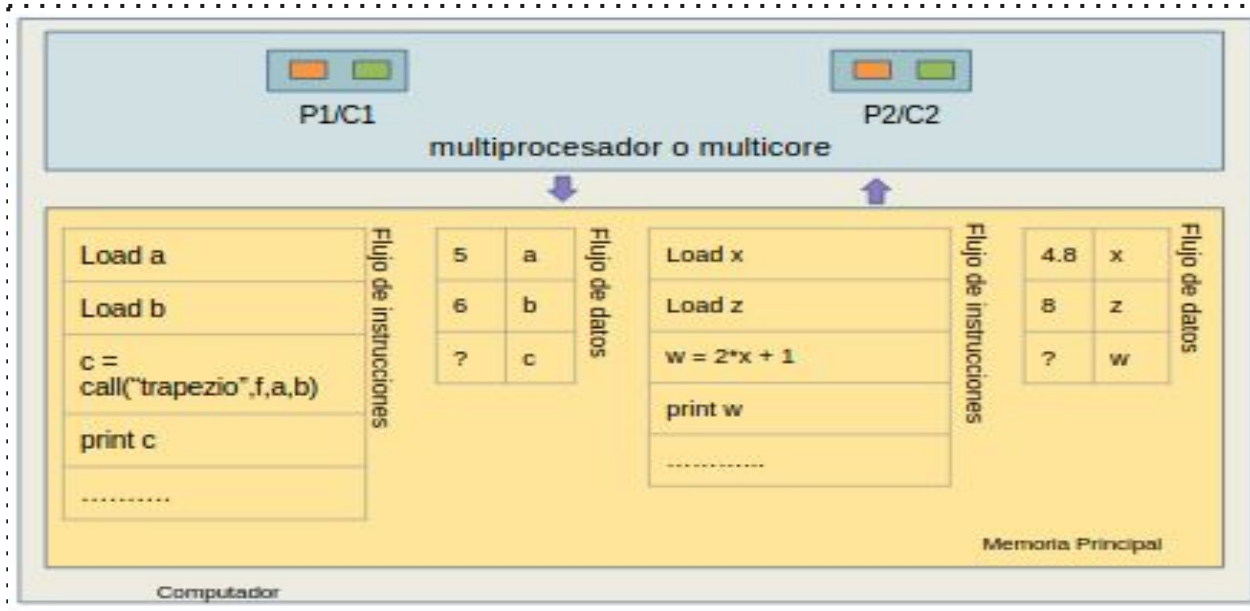 P1/C1
P2/C2
multiprocesador o multicore
Load a
Load b
c =
call("trapezio",f,a,b)
print c
..........
Flujo de instrucciones
5 a
6 b
? c
Flujo de datos
Load x
Load z
w = 2*x + 1
print w
............
Flujo de instrucciones
4.8 x
8 z
? w
Flujo de datos
Memoria Principal
Computador